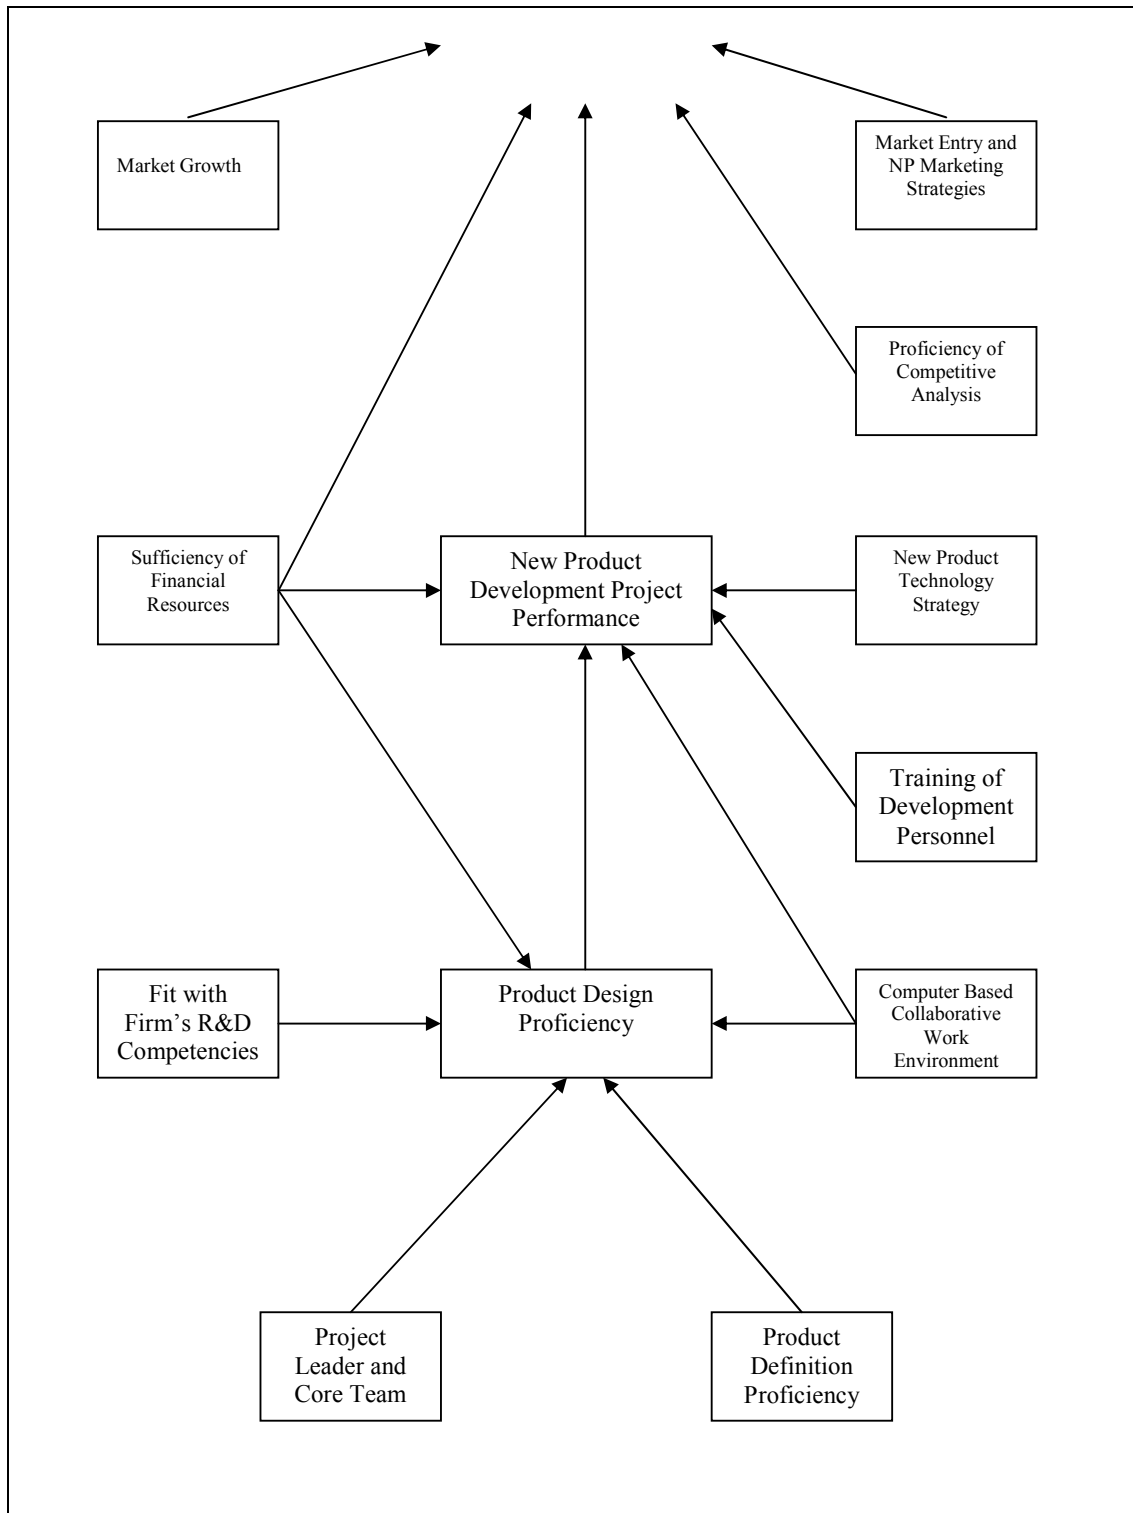 Market Growth
Market Entry and
NP Marketing
Strategies
Proficiency of
Competitive
Analysis
Sufficiency of
Financial
Resources
New Product
Development Project
Performance
New Product
Technology
Strategy
Training of
Development
Personnel
Fit with
Firm’s R&D
Competencies
Product Design
Proficiency
Computer Based
Collaborative
Work
Environment
Project
Leader and
Core Team
Product
Definition
Proficiency